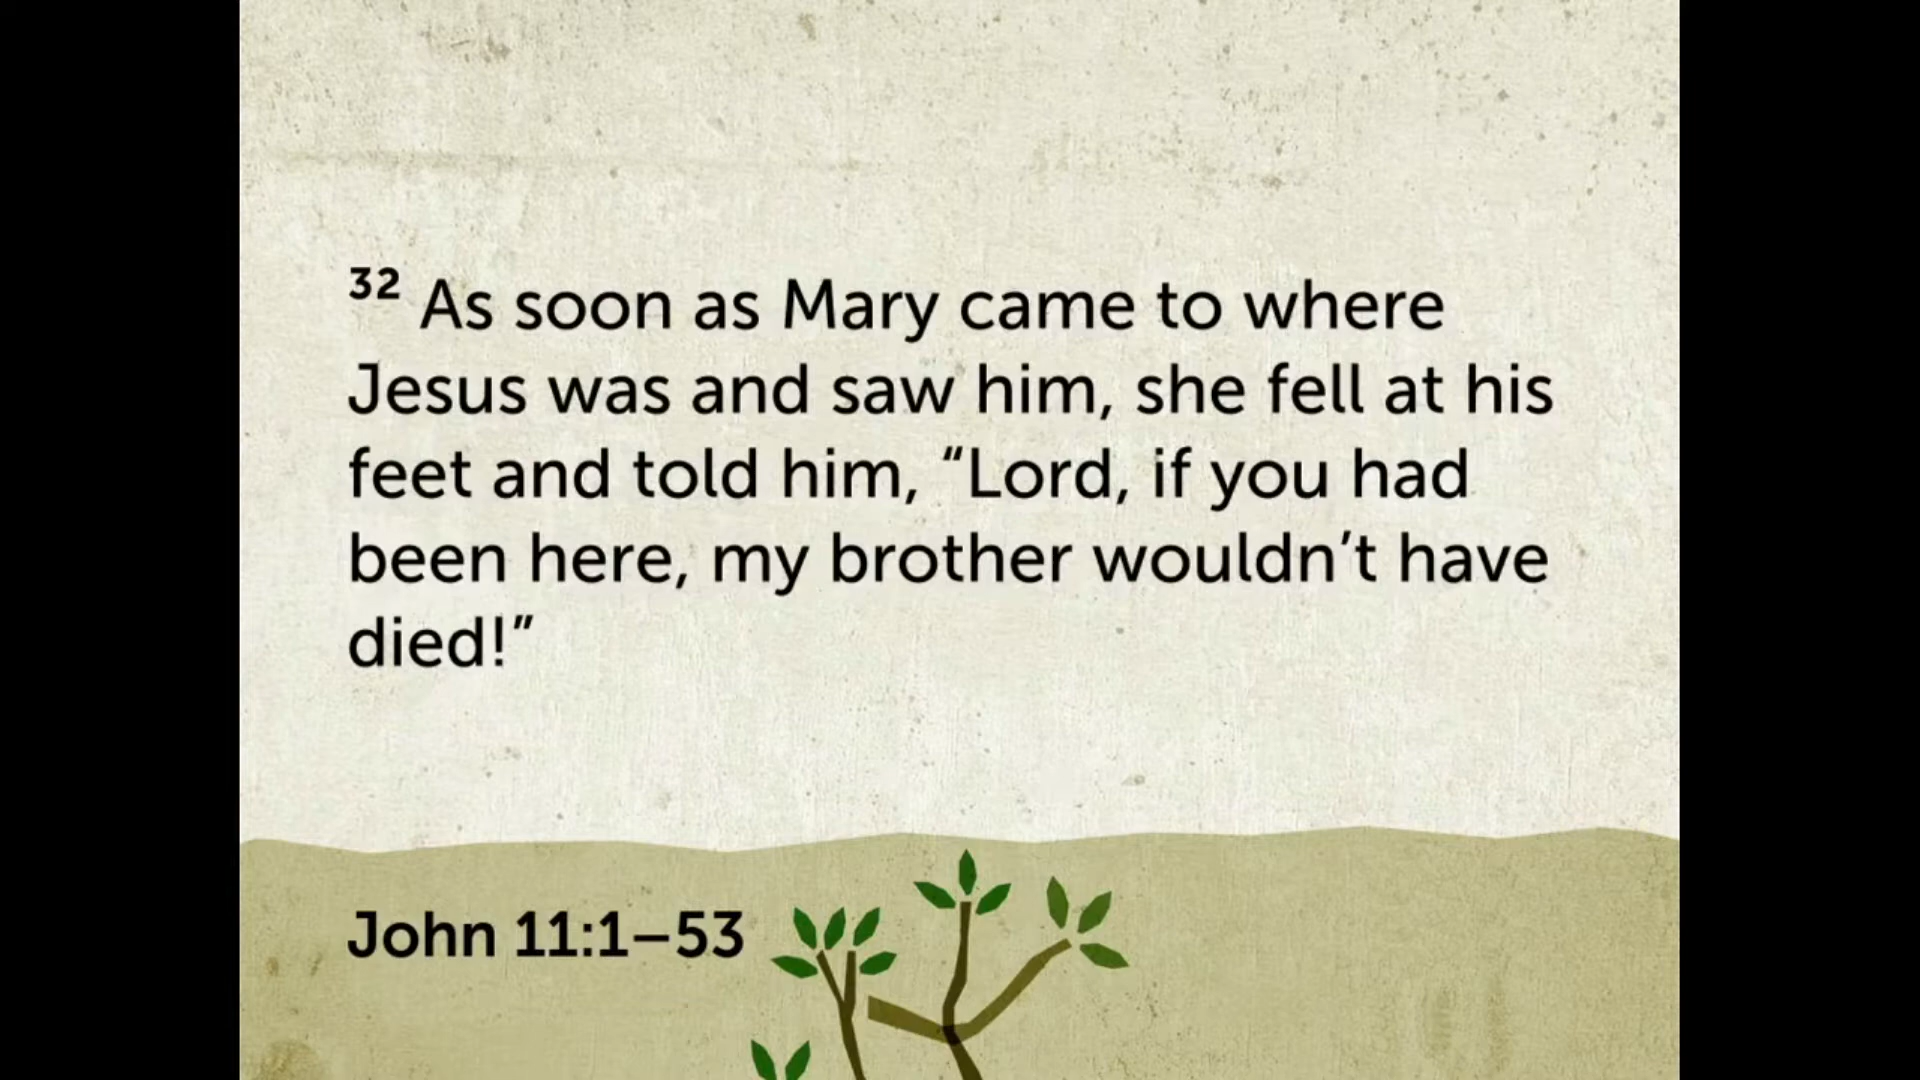 32 As soon as Mary came to where
Jesus was and saw him, she fell at his
feet and told him, “Lord, if you had
been here, my brother wouldn’t have
died!”
John 11:1–53